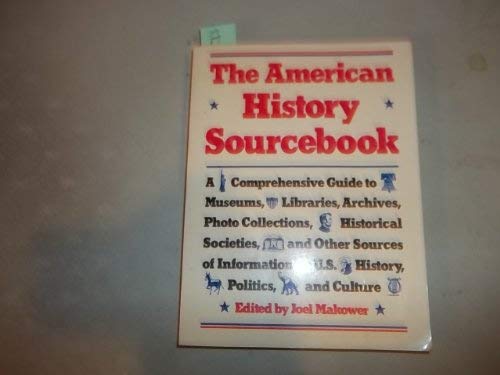 The American
History
Sourcebook
A Comprehensive Guide to
Museums, Libraries, Archives,
Photo Collections, Historical
Societies, and Other Sources
of Information U.S. History,
Politics, and Culture
Edited by Joel Makower